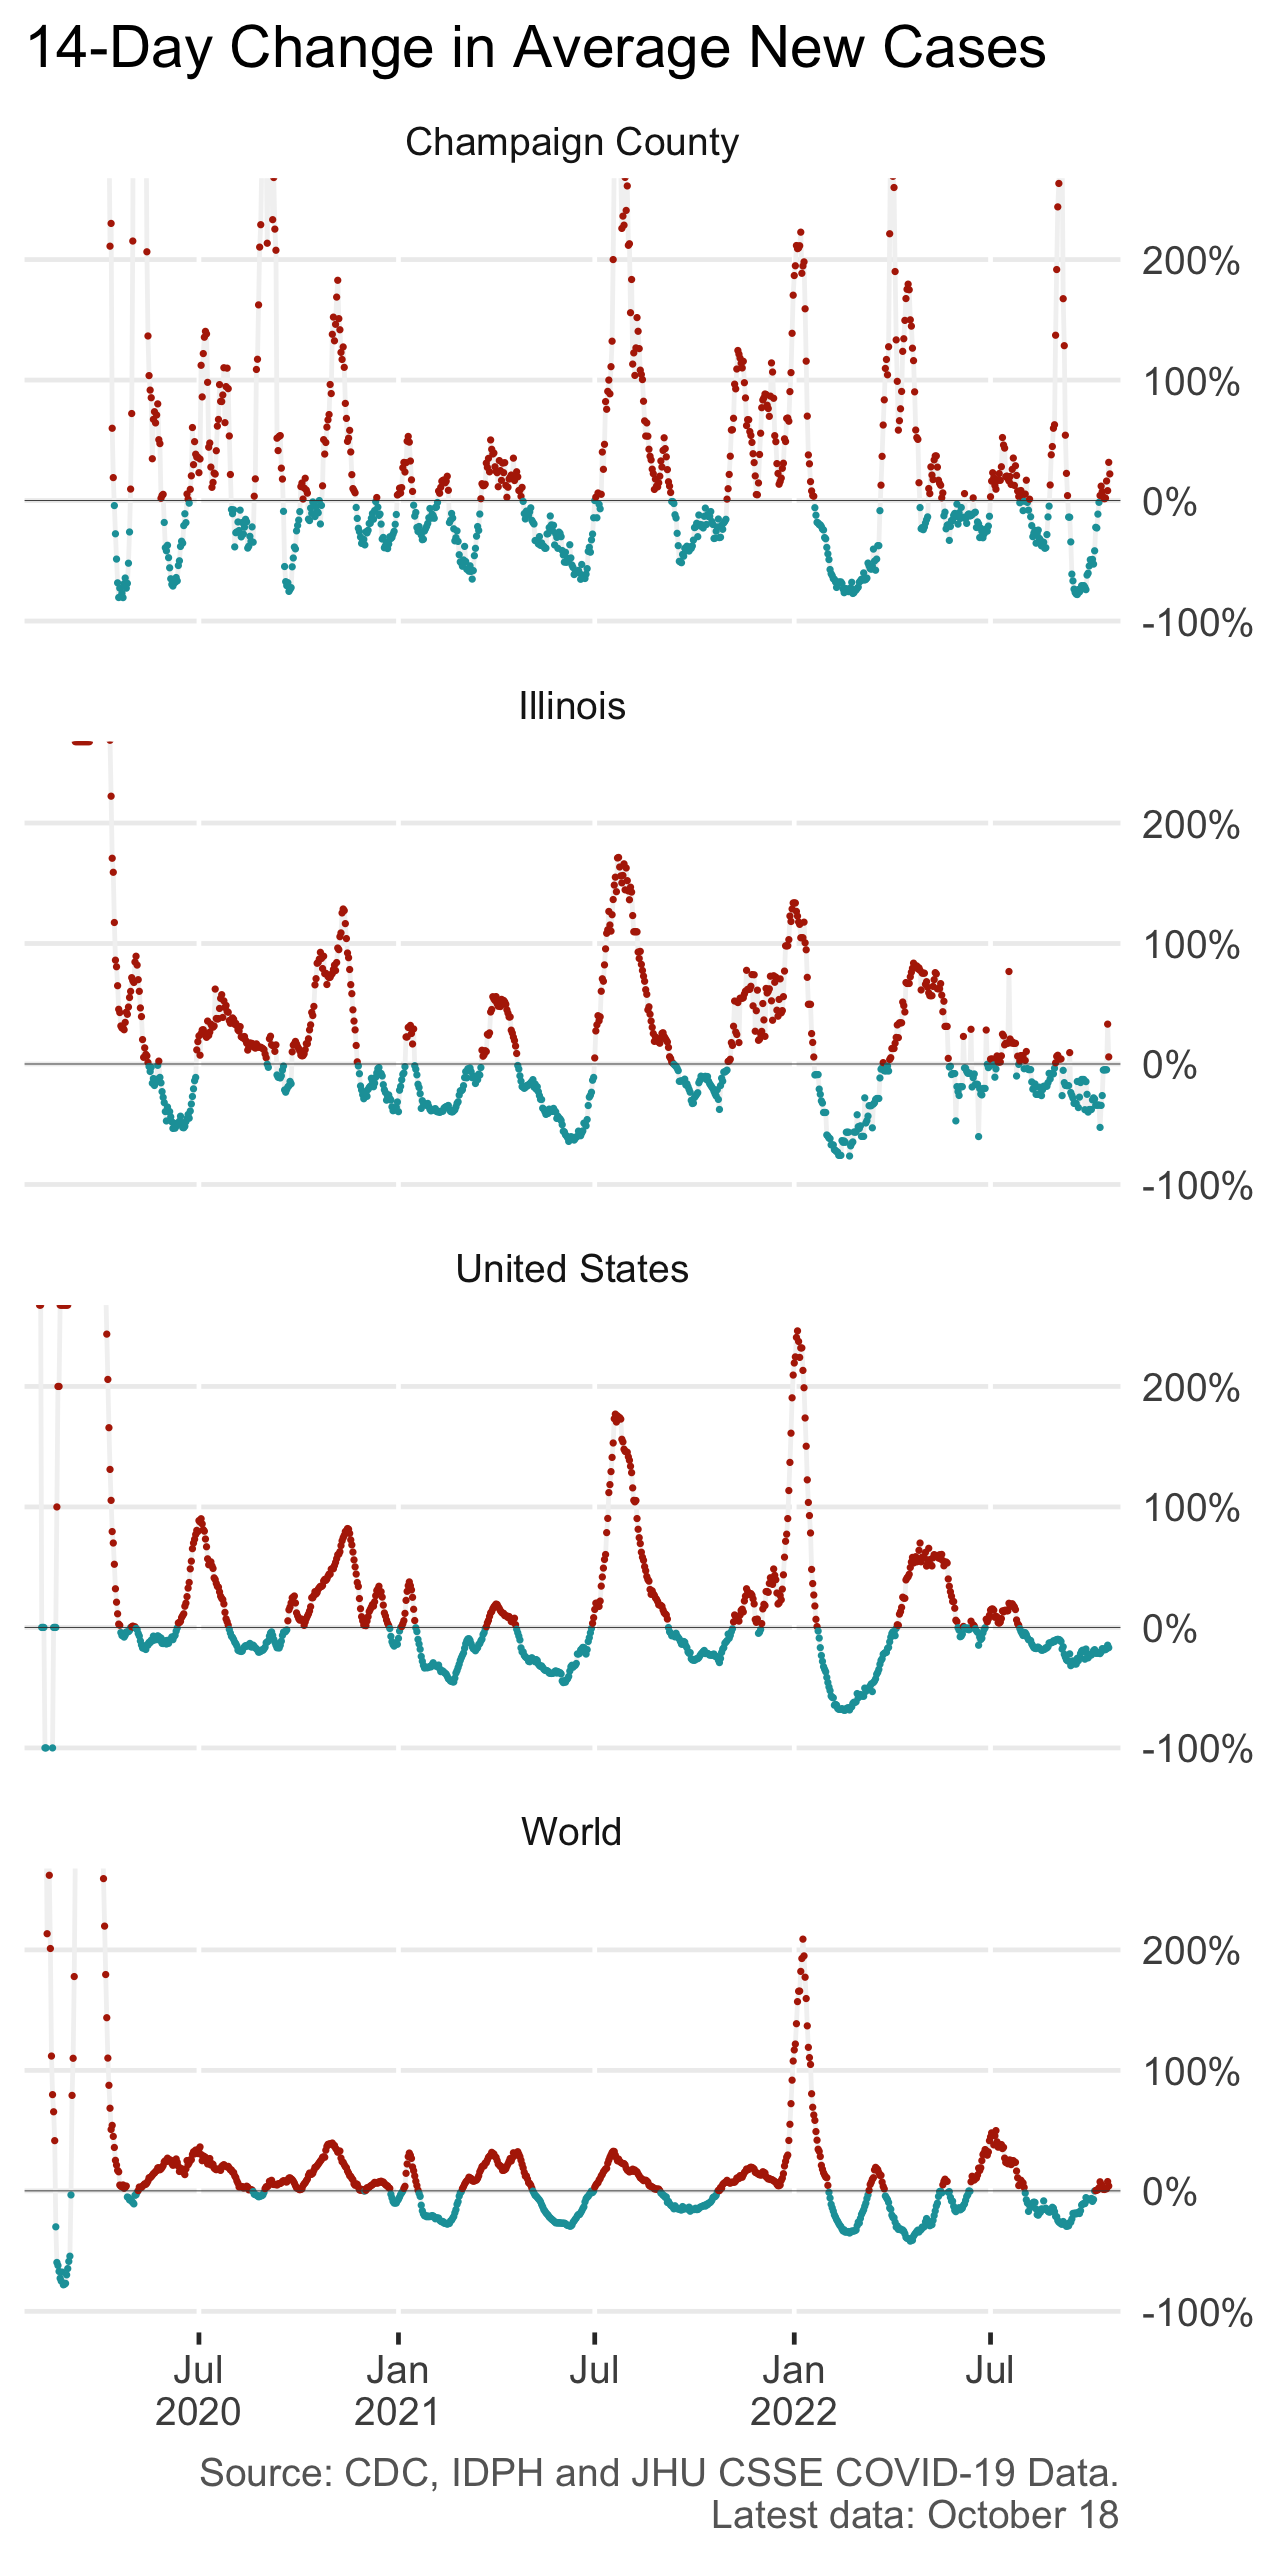 14-Day Change in Average New Cases
Champaign County
200%
100%
0%
-100%
Illinois
200%
100%
0%
-100%
United States
200%
100%
0%
-100%
World
200%
100%
0%
-100%
Jul Jan Jul Jan Jul
2020 2021 2022
Source: CDC, IDPH and JHU CSSE COVID-19 Data.
Latest data: October 18